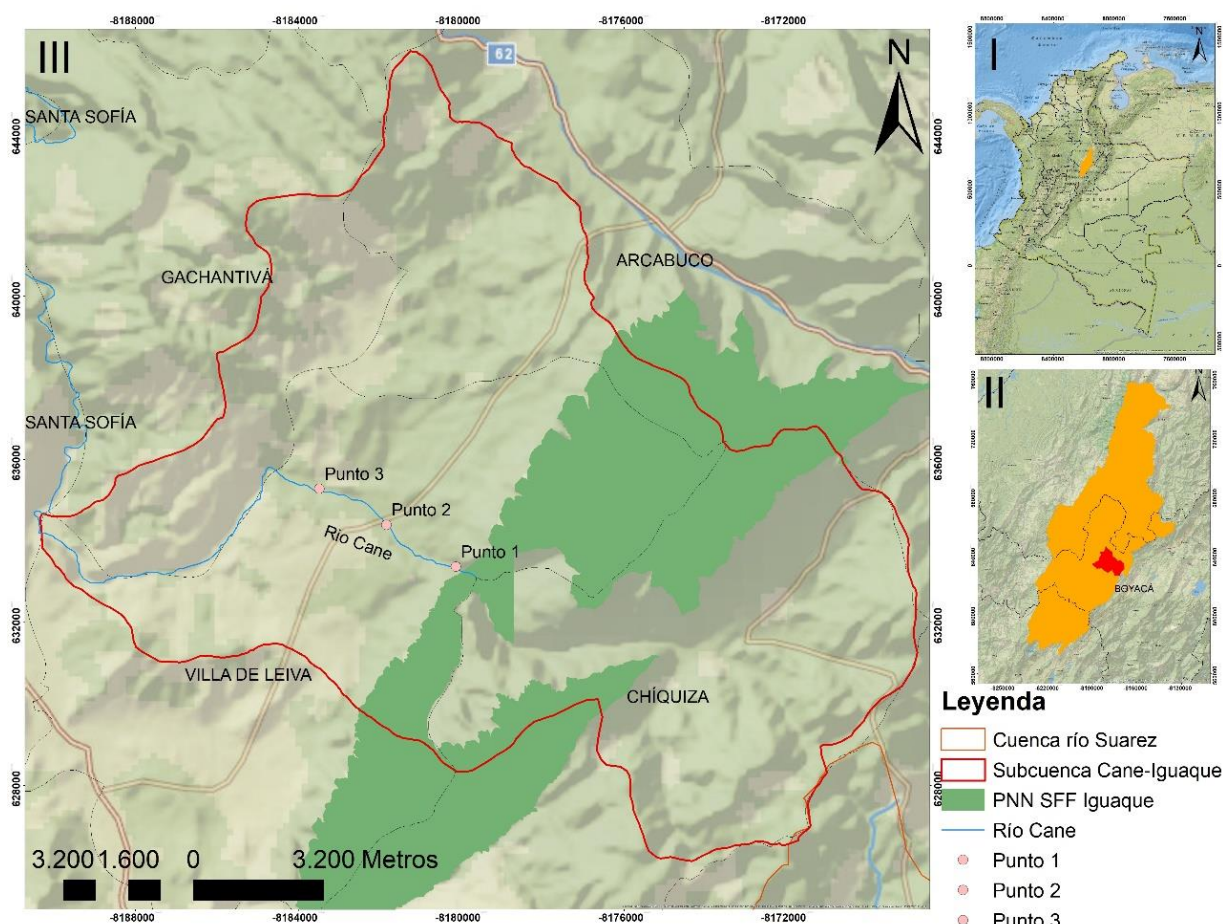 -8188000 -8184000 -8180000 -8176000 -8172000
III
62
N
SANTA SOFÍA
644000
644000
ARCABUCO
GACHANTIVÁ
640000
640000
SANTA SOFÍA
636000
636000
Punto 3
Punto 2
Río Cane
Punto 1
632000
632000
VILLA DE LEIVA
CHÍQUIZA
628000
628000
3.200 1.600 0 3.200 Metros
-8188000 -8184000 -8180000 -8176000 -8172000
I
N
II
N
BOYACÁ
Leyenda
Cuenca río Suarez
Subcuenca Cane-Iguaque
PNN SFF Iguaque
Río Cane
Punto 1
Punto 2
Punto 3